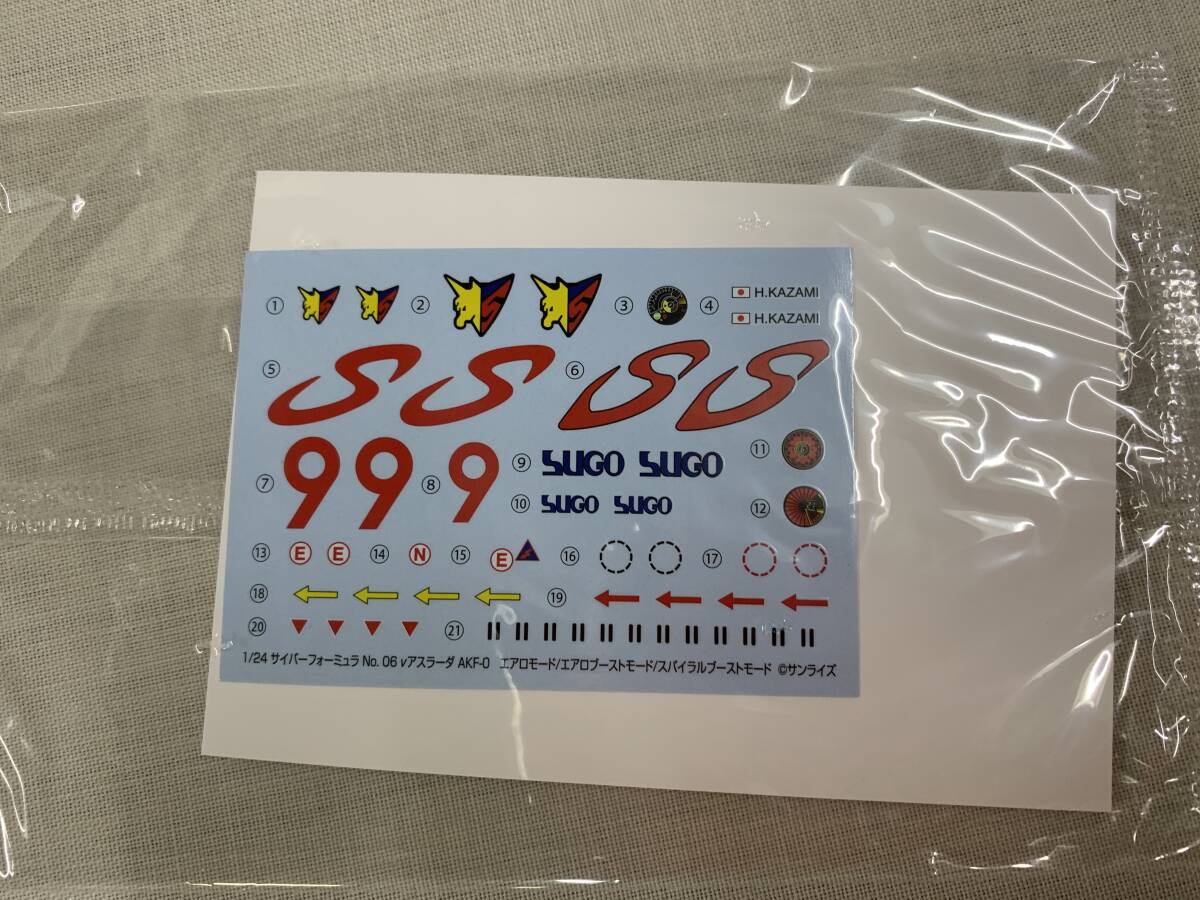 ① ② ③ ④ H.KAZAMI
H.KAZAMI
⑤ S S ⑥ S S
⑦ 9 9 ⑧ 9 ⑨ SUGO SUGO ⑪
⑩ SUGO SUGO ⑫
⑬ E E ⑭ N ⑮ E ⑯ ⑰
⑱ ⑲
⑳ ㉑
1/24 サイバーフォーミュラ No. 06 νアスラーダ AKF-0 エアロモード/エアロブーストモード/スパイラルブーストモード ©サンライズ